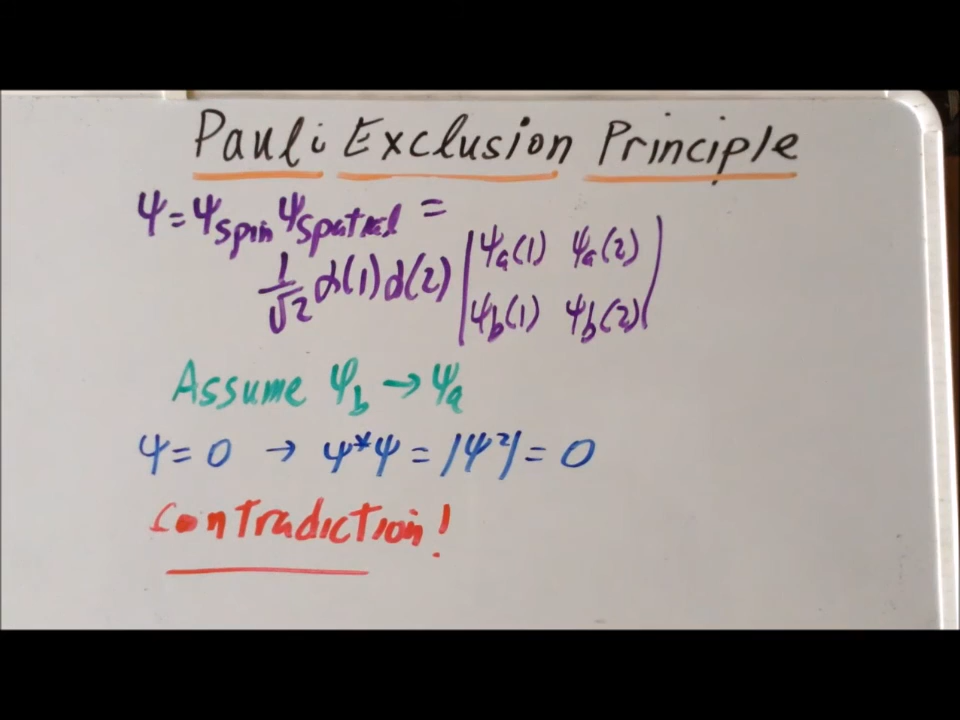 Pauli Exclusion Principle
Ψ = Ψspin Ψspatial =
1/√2 α(1)α(2) | Ψa(1) Ψa(2) |
| Ψb(1) Ψb(2) |
Assume Ψb → Ψa
Ψ = 0 → Ψ*Ψ = |Ψ²| = 0
Contradiction!